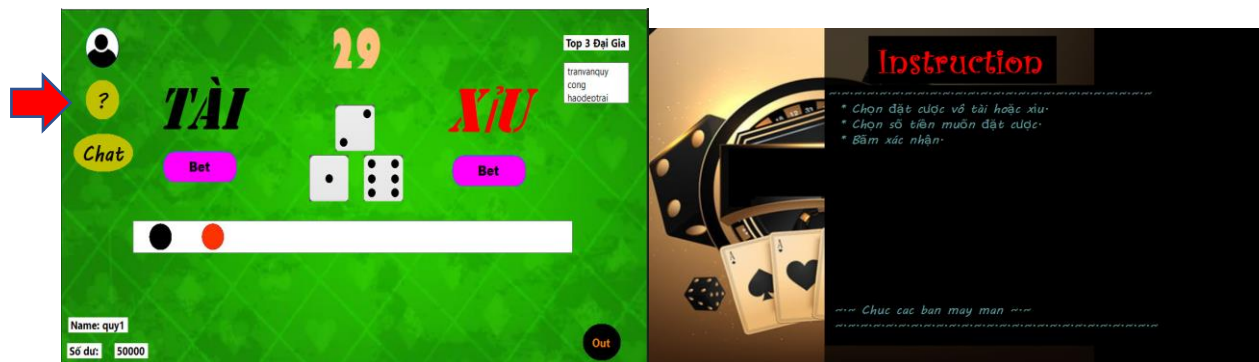 29
Top 3 Đại Gia
tranvanquy
cong
haodeptrai
?
TÀI
XỈU
Chat
Bet
Bet
Name: quy1
Số dư: 50000
Out
Instruction
~~~~~~~~~~~~~~~~~~~~~~~~~~~
* Chọn đặt cược vô tài hoặc xỉu.
* Chọn số tiền muốn đặt cược.
* Bấm xác nhận.
~~~ Chuc cac ban may man ~~~
~~~~~~~~~~~~~~~~~~~~~~~~~~~
A
A